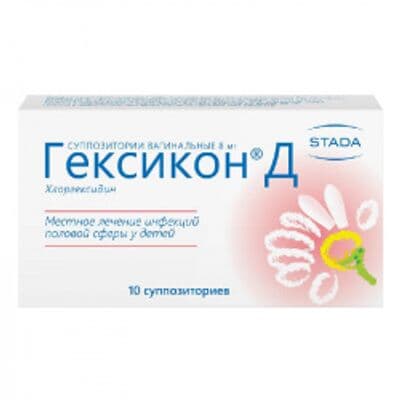 СУППОЗИТОРИИ ВАГИНАЛЬНЫЕ 8 мг
Гексикон® Д
STADA
Хлоргексидин
Местное лечение инфекций
половой сферы у детей
10 суппозиториев